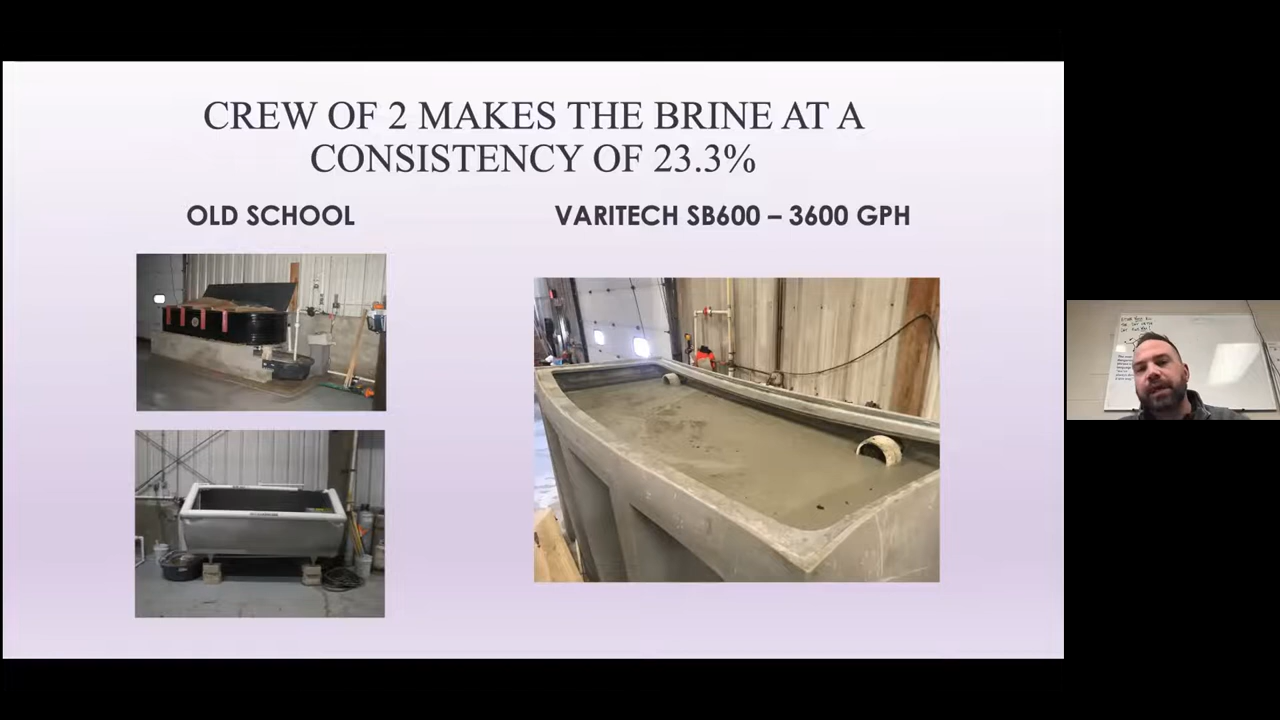 CREW OF 2 MAKES THE BRINE AT A
CONSISTENCY OF 23.3%
OLD SCHOOL
VARITECH SB600 – 3600 GPH